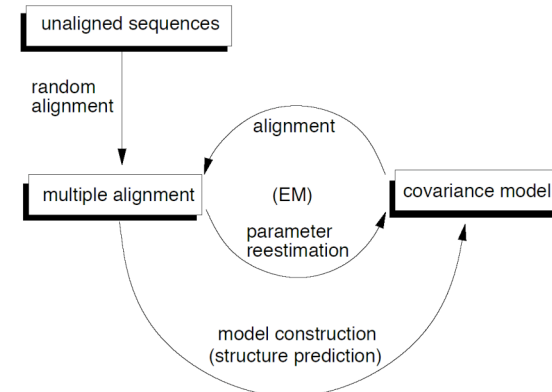 unaligned sequences
random
alignment
alignment
multiple alignment
(EM)
covariance model
parameter
reestimation
model construction
(structure prediction)